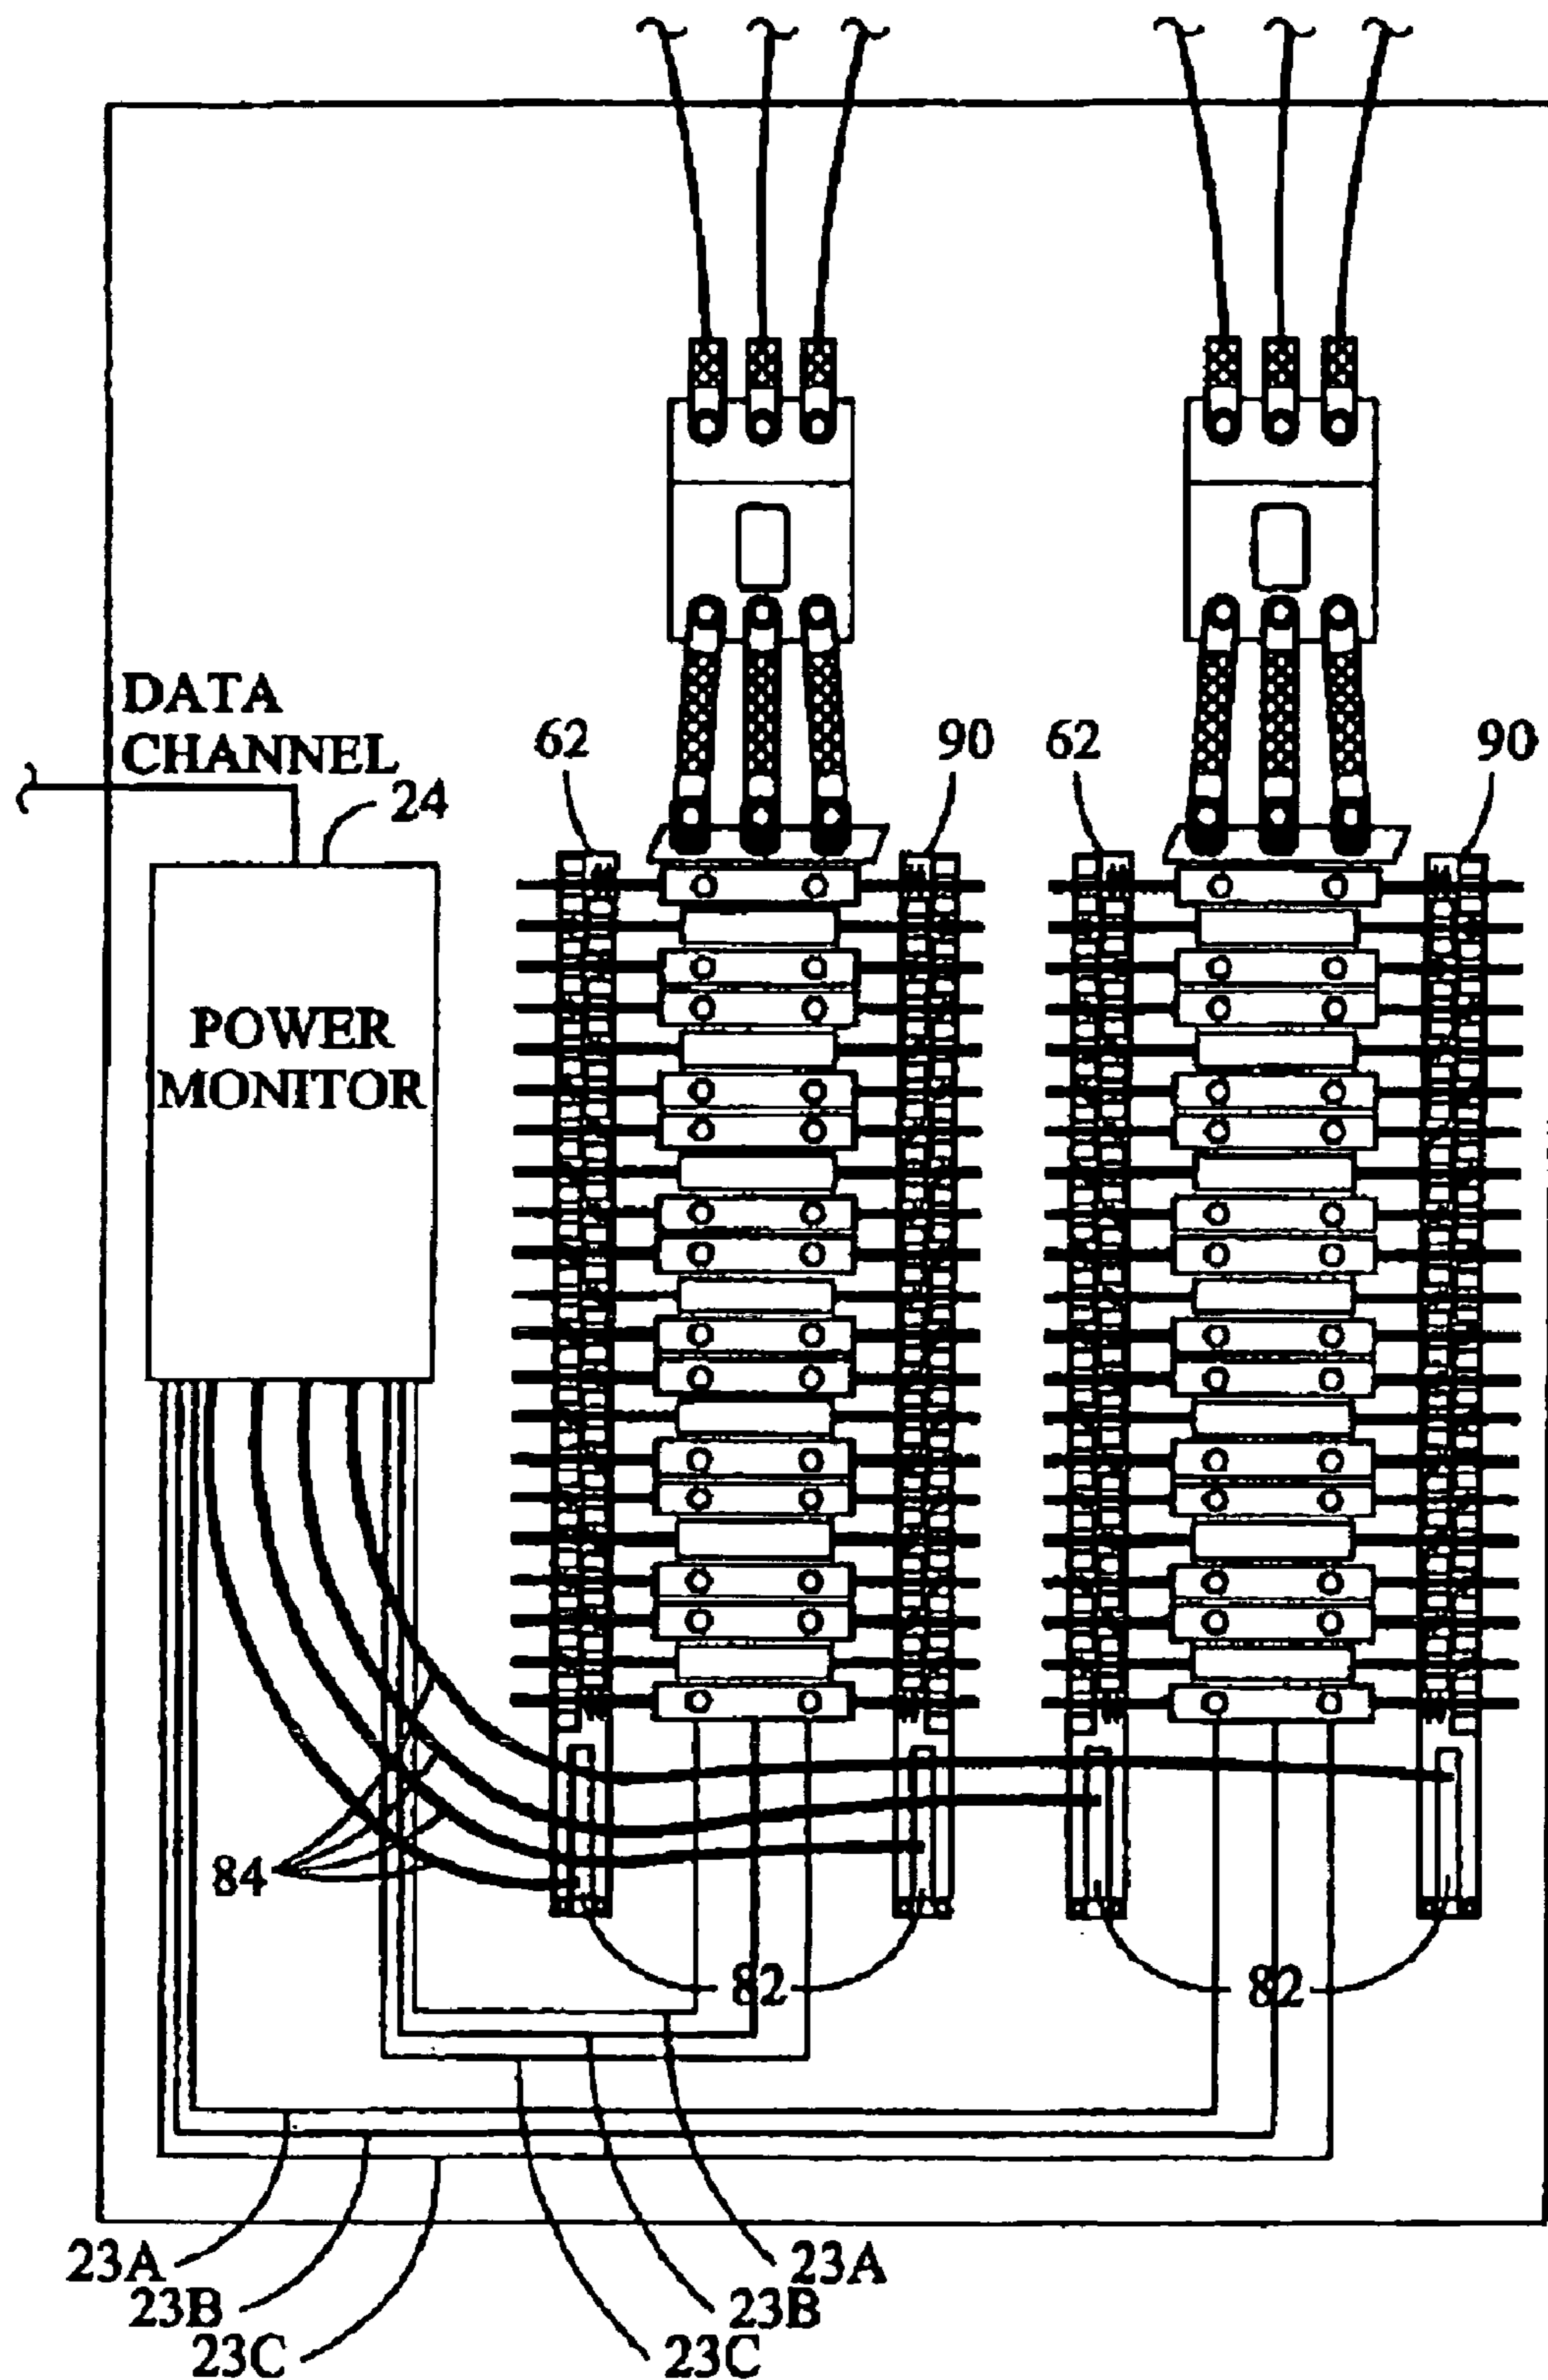 DATA
CHANNEL
24
62
90
62
90
POWER
MONITOR
84
82
82
23A
23B
23C
23A
23B
23C